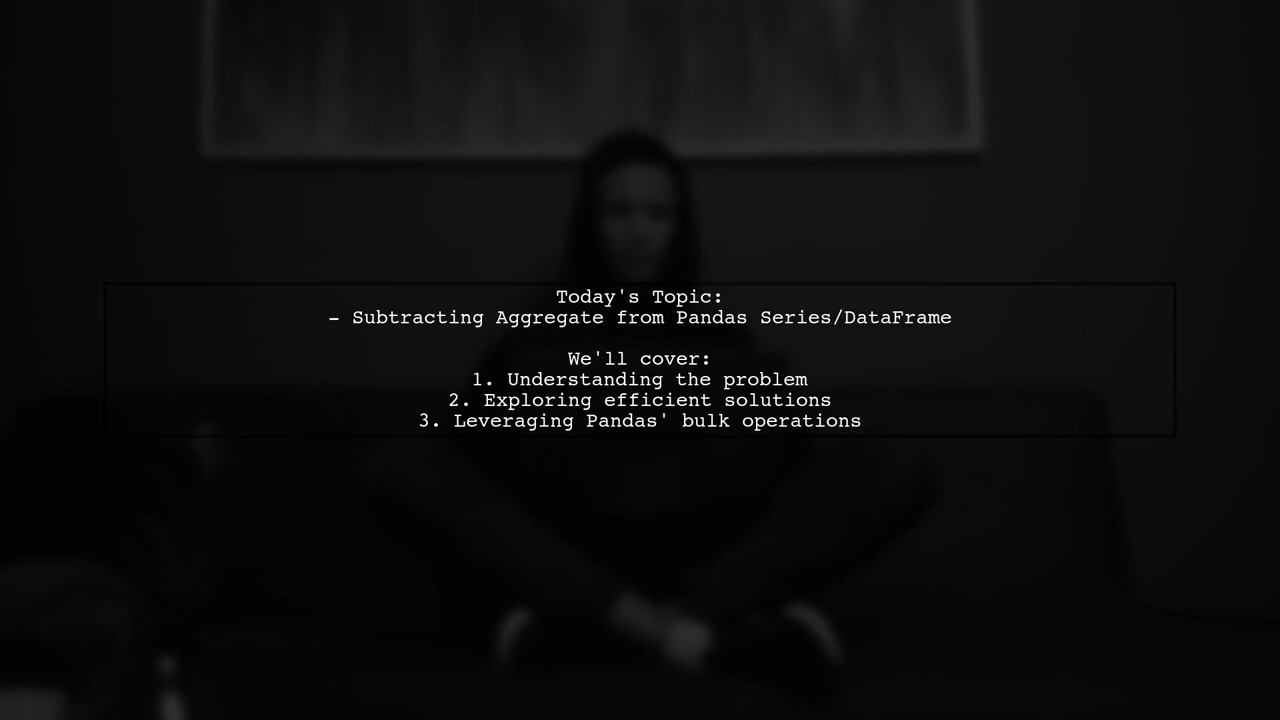 Today's Topic:
- Subtracting Aggregate from Pandas Series/DataFrame
We'll cover:
1. Understanding the problem
2. Exploring efficient solutions
3. Leveraging Pandas' bulk operations